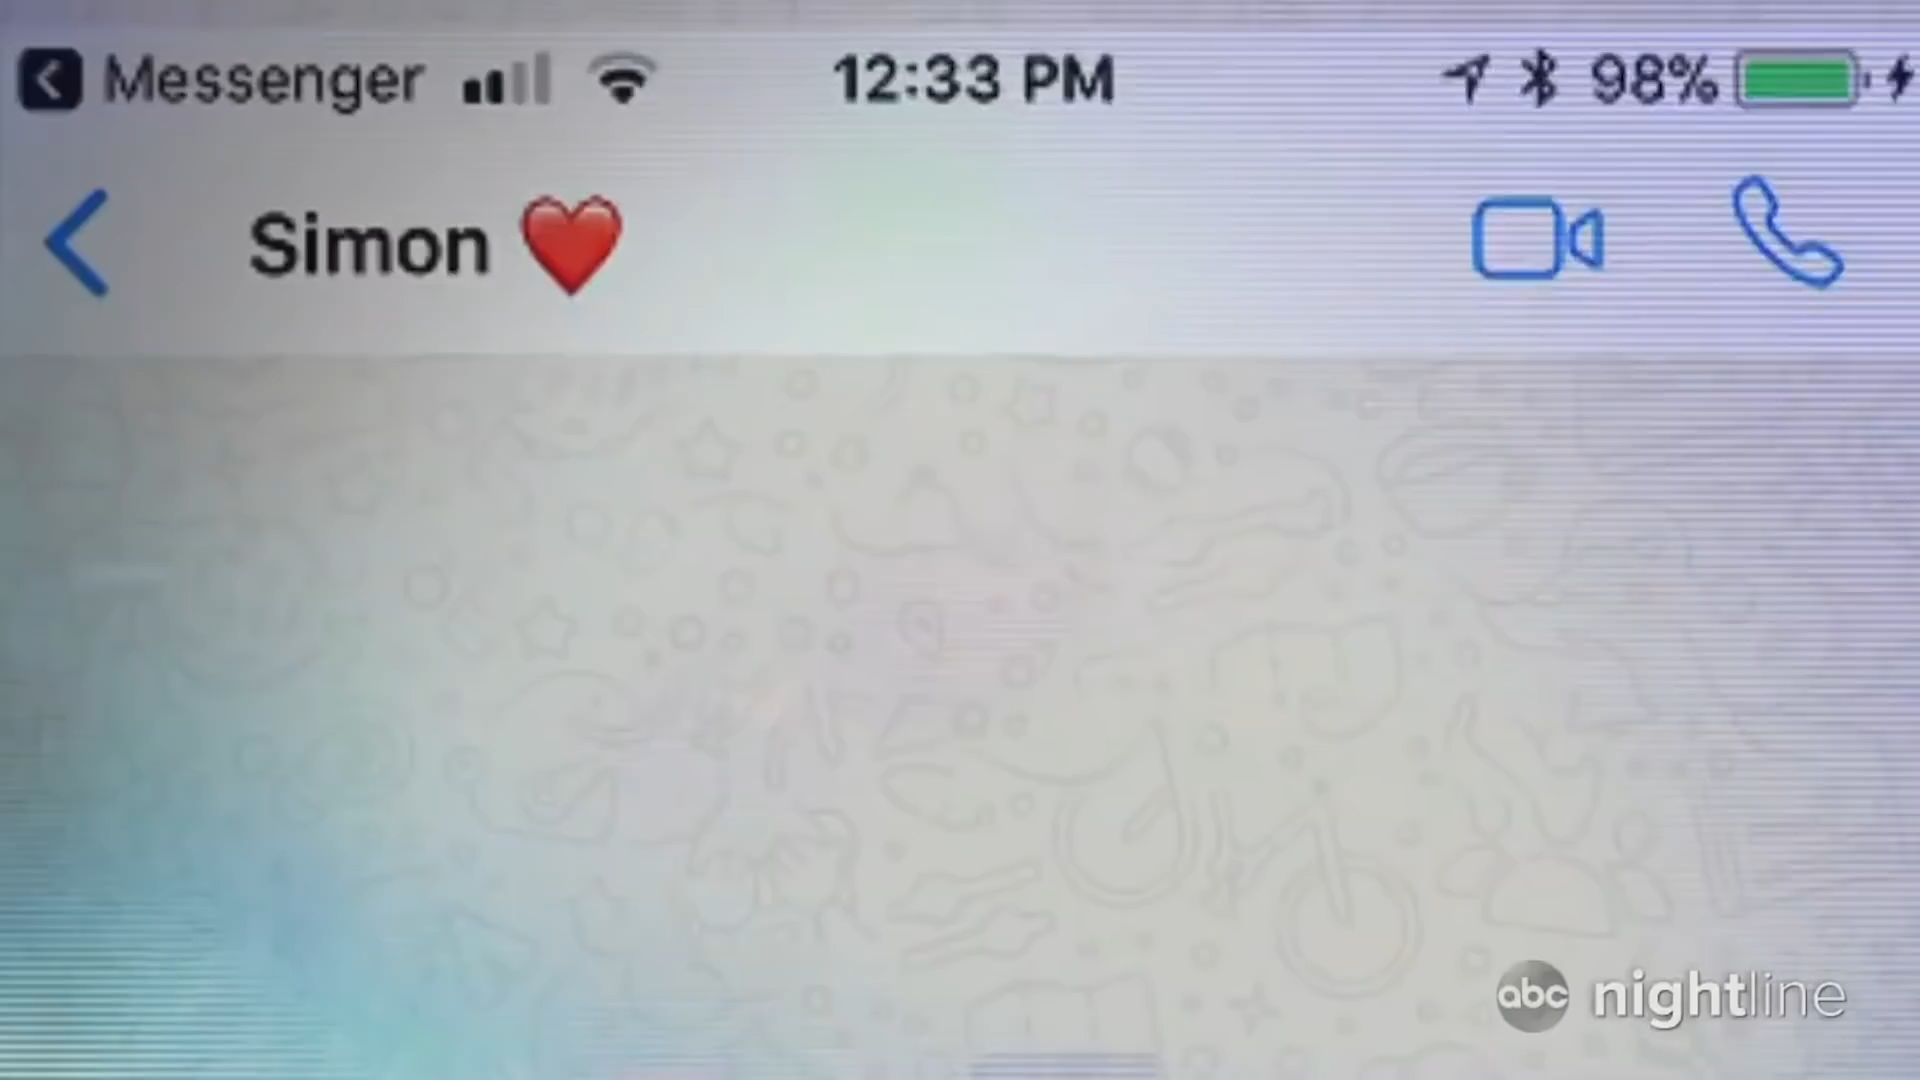 Messenger 12:33 PM 98%
Simon ❤️
abc nightline